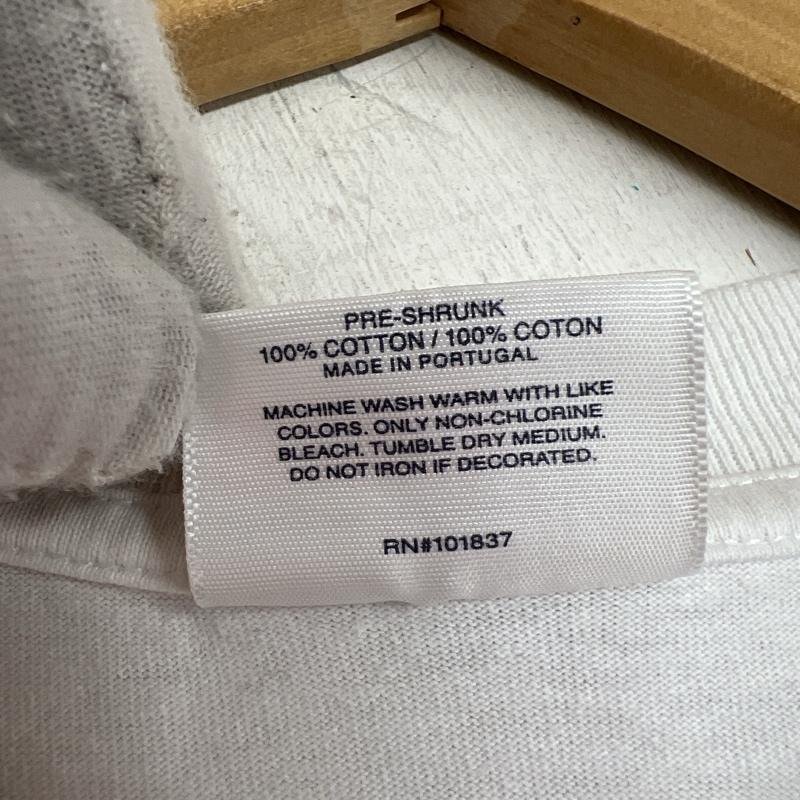 PRE-SHRUNK
100% COTTON / 100% COTON
MADE IN PORTUGAL
MACHINE WASH WARM WITH LIKE
COLORS. ONLY NON-CHLORINE
BLEACH. TUMBLE DRY MEDIUM.
DO NOT IRON IF DECORATED.
RN#101837